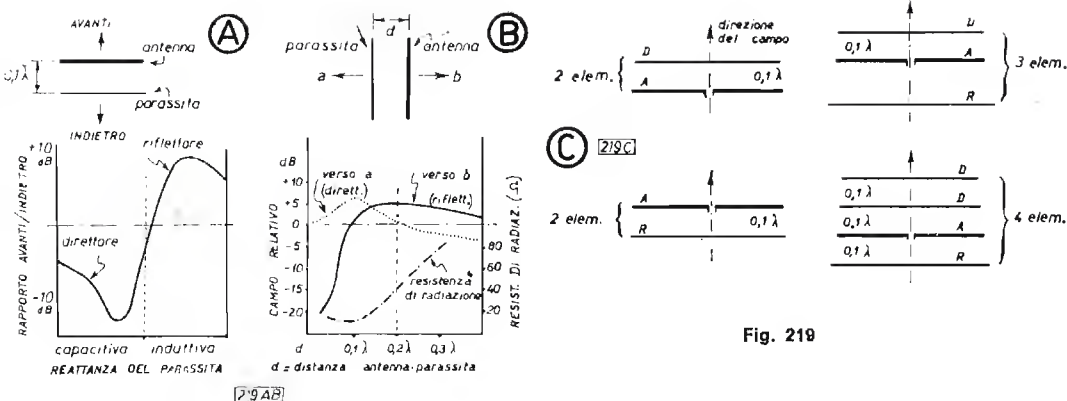 A
AVANTI
antenna
0,1 λ
parassita
INDIETRO
+10
dB
riflettore
RAPPORTO AVANTI/INDIETRO
direttore
-10
dB
capacitiva induttiva
REATTANZA DEL PARASSITA
219AB
B
d
parassita antenna
a b
dB
verso a
(dirett.)
verso b
(riflett.)
+10
+5
0
-5
-10
-15
-20
CAMPO RELATIVO
80
60
40
20
RESIST. DI RADIAZ. (Ω)
resistenza
di radiazione
d 0,1 λ 0,2 λ 0,3 λ
d = distanza antenna-parassita
C
219C
direzione
del campo
2 elem.
D
A 0,1 λ
D
0,1 λ A
R
3 elem.
2 elem.
A
0,1 λ
R
D
0,1 λ
D
0,1 λ
A
0,1 λ
R
4 elem.
Fig. 219